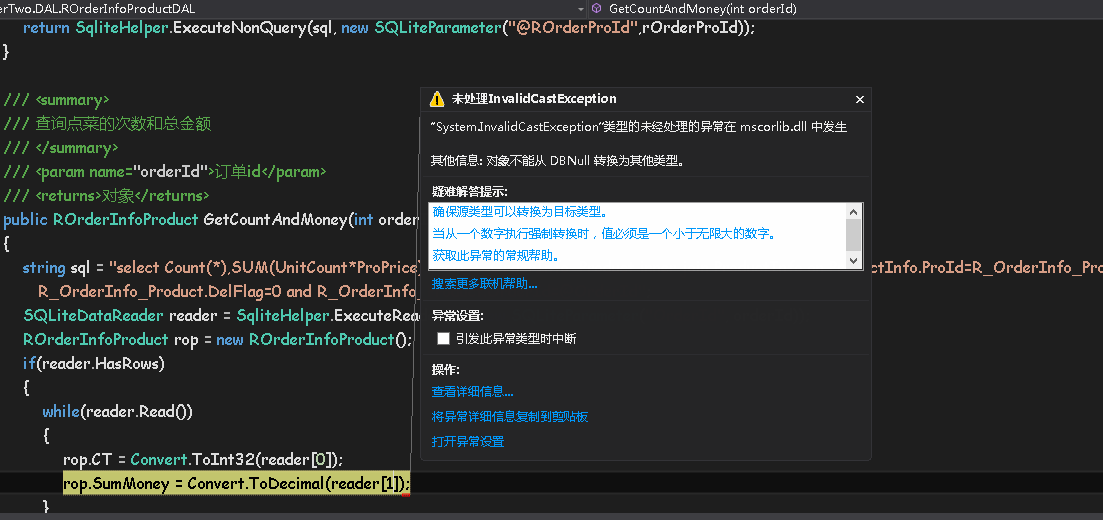 erTwo.DAL.ROrderInfoProductDAL
GetCountAndMoney(int orderId)
return SqliteHelper.ExecuteNonQuery(sql, new SQLiteParameter("@ROrderProId",rOrderProId));
}
/// <summary>
/// 查询点菜的次数和总金额
/// </summary>
/// <param name="orderId">订单id</param>
/// <returns>对象</returns>
public ROrderInfoProduct GetCountAndMoney(int order
{
string sql = "select Count(*),SUM(UnitCount*ProPrice)
ctInfo.ProId=R_OrderInfo_Pro
R_OrderInfo_Product.DelFlag=0 and R_OrderInfo_
SQLiteDataReader reader = SqliteHelper.ExecuteRea
ROrderInfoProduct rop = new ROrderInfoProduct();
if(reader.HasRows)
{
while(reader.Read())
{
rop.CT = Convert.ToInt32(reader[0]);
rop.SumMoney = Convert.ToDecimal(reader[1]);
}
未处理InvalidCastException
"System.InvalidCastException"类型的未经处理的异常在 mscorlib.dll 中发生
其他信息: 对象不能从 DBNull 转换为其他类型。
疑难解答提示:
确保源类型可以转换为目标类型。
当从一个数字执行强制转换时，值必须是一个小于无限大的数字。
获取此异常的常规帮助。
搜索更多联机帮助...
异常设置:
引发此异常类型时中断
操作:
查看详细信息...
将异常详细信息复制到剪贴板
打开异常设置